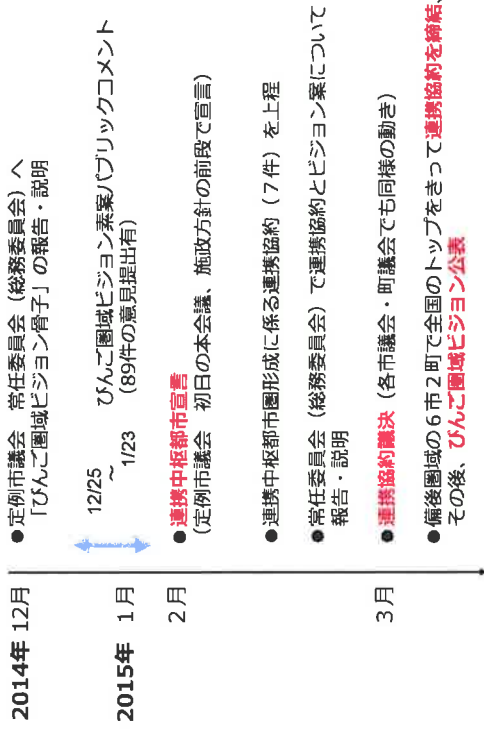 2014年 12月
●定例市議会 常任委員会（総務委員会）へ
「びんご圏域ビジョン骨子」の報告・説明
12/25
～
1/23
びんご圏域ビジョン素案パブリックコメント
（89件の意見提出有）
2015年 1月
2月
●連携中枢都市宣言
（定例市議会 初日の本会議、施政方針の前段で宣言）
●連携中枢都市圏形成に係る連携協約（７件）を上程
●常任委員会（総務委員会）で連携協約とビジョン案について
報告・説明
3月
●連携協約議決（各市議会・町議会でも同様の動き）
●備後圏域の６市２町で全国のトップをきって連携協約を締結、
その後、びんご圏域ビジョン公表